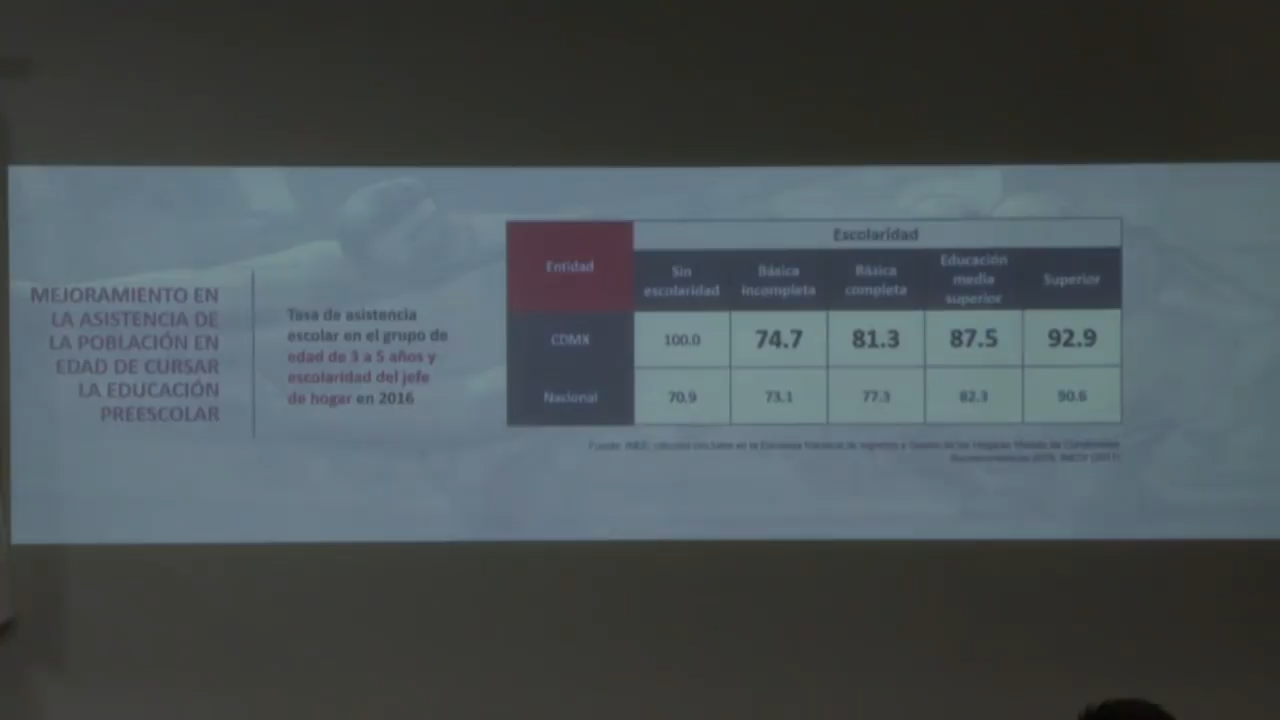 MEJORAMIENTO EN
LA ASISTENCIA DE
LA POBLACIÓN EN
EDAD DE CURSAR
LA EDUCACIÓN
PREESCOLAR
Tasa de asistencia
escolar en el grupo de
edad de 3 a 5 años y
escolaridad del jefe
de hogar en 2016
Entidad
Escolaridad
Sin
escolaridad
Básica
incompleta
Básica
completa
Educación
media
superior
Superior
CDMX 100.0 74.7 81.3 87.5 92.9
Nacional 70.9 73.1 77.3 82.3 90.6